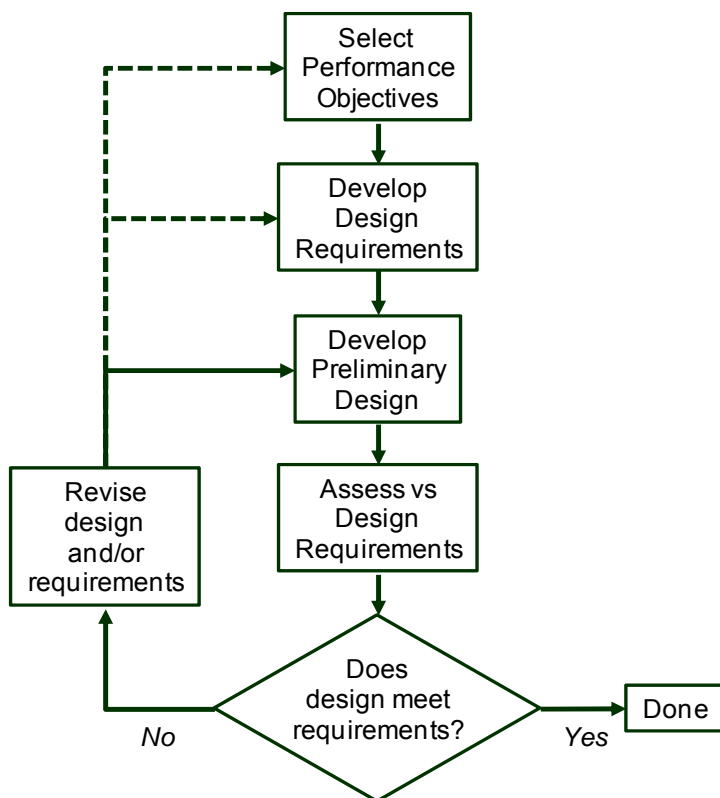 Select
Performance
Objectives
Develop
Design
Requirements
Develop
Preliminary
Design
Revise
design
and/or
requirements
Assess vs
Design
Requirements
Does
design meet
requirements?
No
Yes
Done